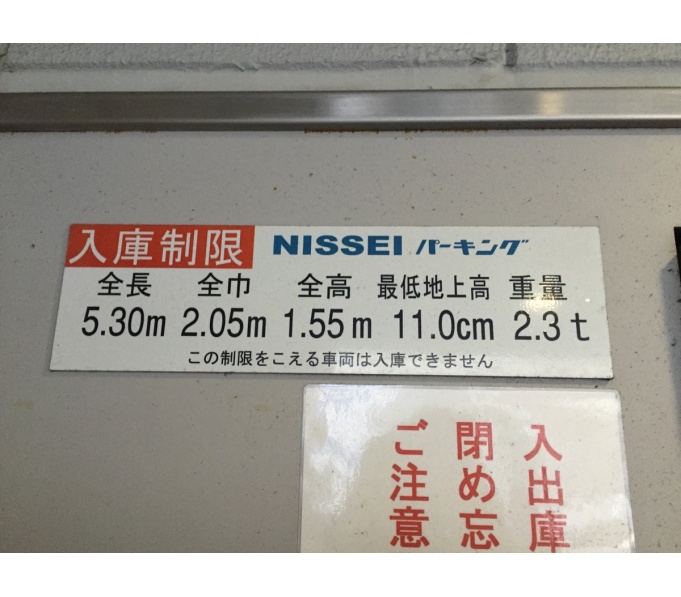 入庫制限 NISSEI パーキング
全長 全巾 全高 最低地上高 重量
5.30m 2.05m 1.55m 11.0cm 2.3t
この制限をこえる車両は入庫できません
入出庫
閉め忘
ご注意